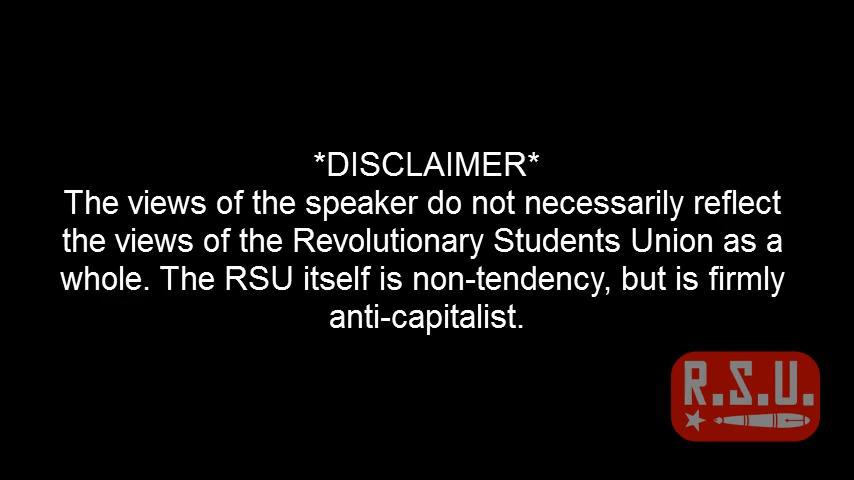 *DISCLAIMER*
The views of the speaker do not necessarily reflect
the views of the Revolutionary Students Union as a
whole. The RSU itself is non-tendency, but is firmly
anti-capitalist.
R.S.U.